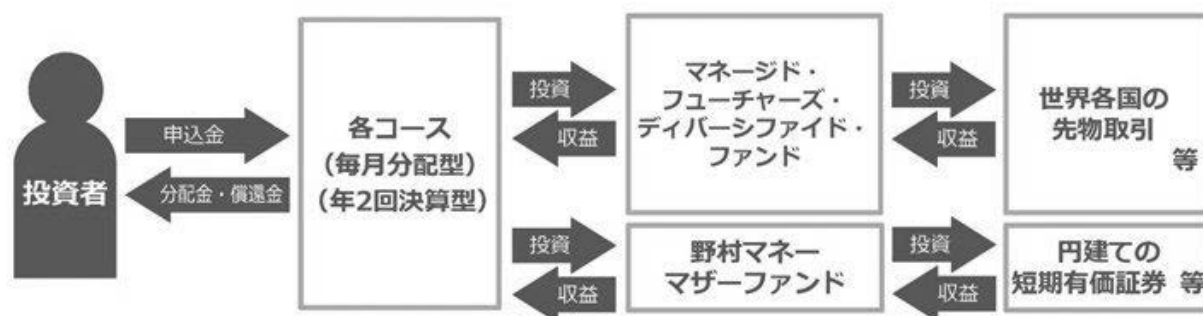 投資者
申込金
分配金・償還金
各コース
（毎月分配型）
（年2回決算型）
投資
収益
マネージド・
フューチャーズ・
ディバーシファイド・
ファンド
投資
収益
世界各国の
先物取引
等
投資
収益
野村マネー
マザーファンド
投資
収益
円建ての
短期有価証券 等